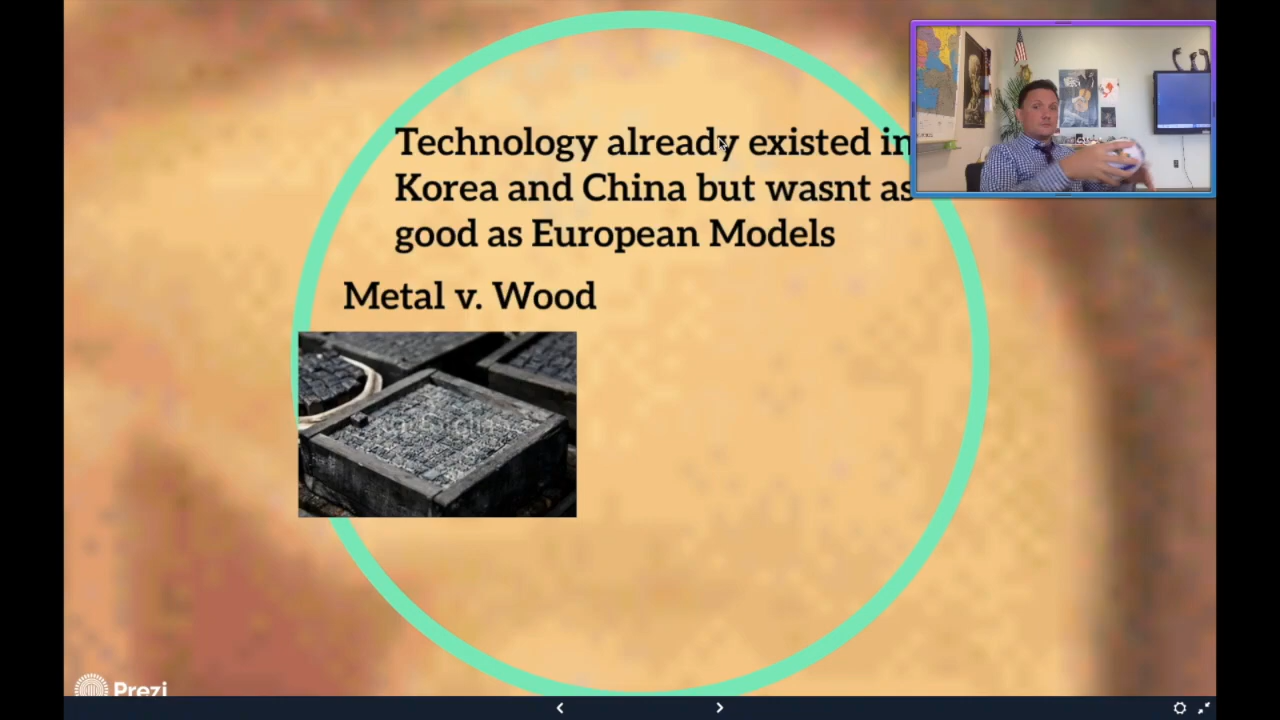 Technology already existed in
Korea and China but wasnt as
good as European Models
Metal v. Wood
Prezi